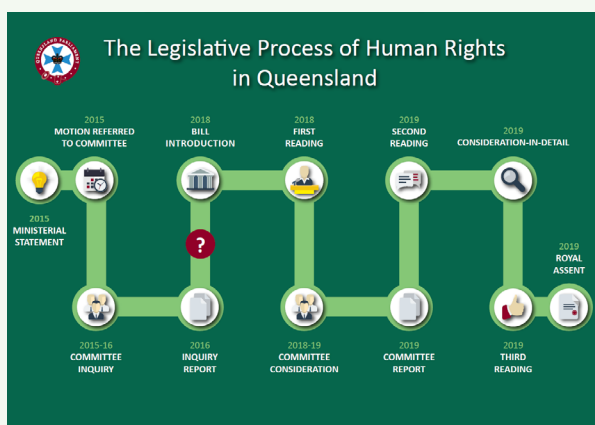 QUEENSLAND PARLIAMENT
The Legislative Process of Human Rights
in Queensland
2015
MOTION REFERRED
TO COMMITTEE
2018
BILL
INTRODUCTION
2018
FIRST
READING
2019
SECOND
READING
2019
CONSIDERATION-IN-DETAIL
2015
MINISTERIAL
STATEMENT
?
2019
ROYAL
ASSENT
2015-16
COMMITTEE
INQUIRY
2016
INQUIRY
REPORT
2018-19
COMMITTEE
CONSIDERATION
2019
COMMITTEE
REPORT
2019
THIRD
READING